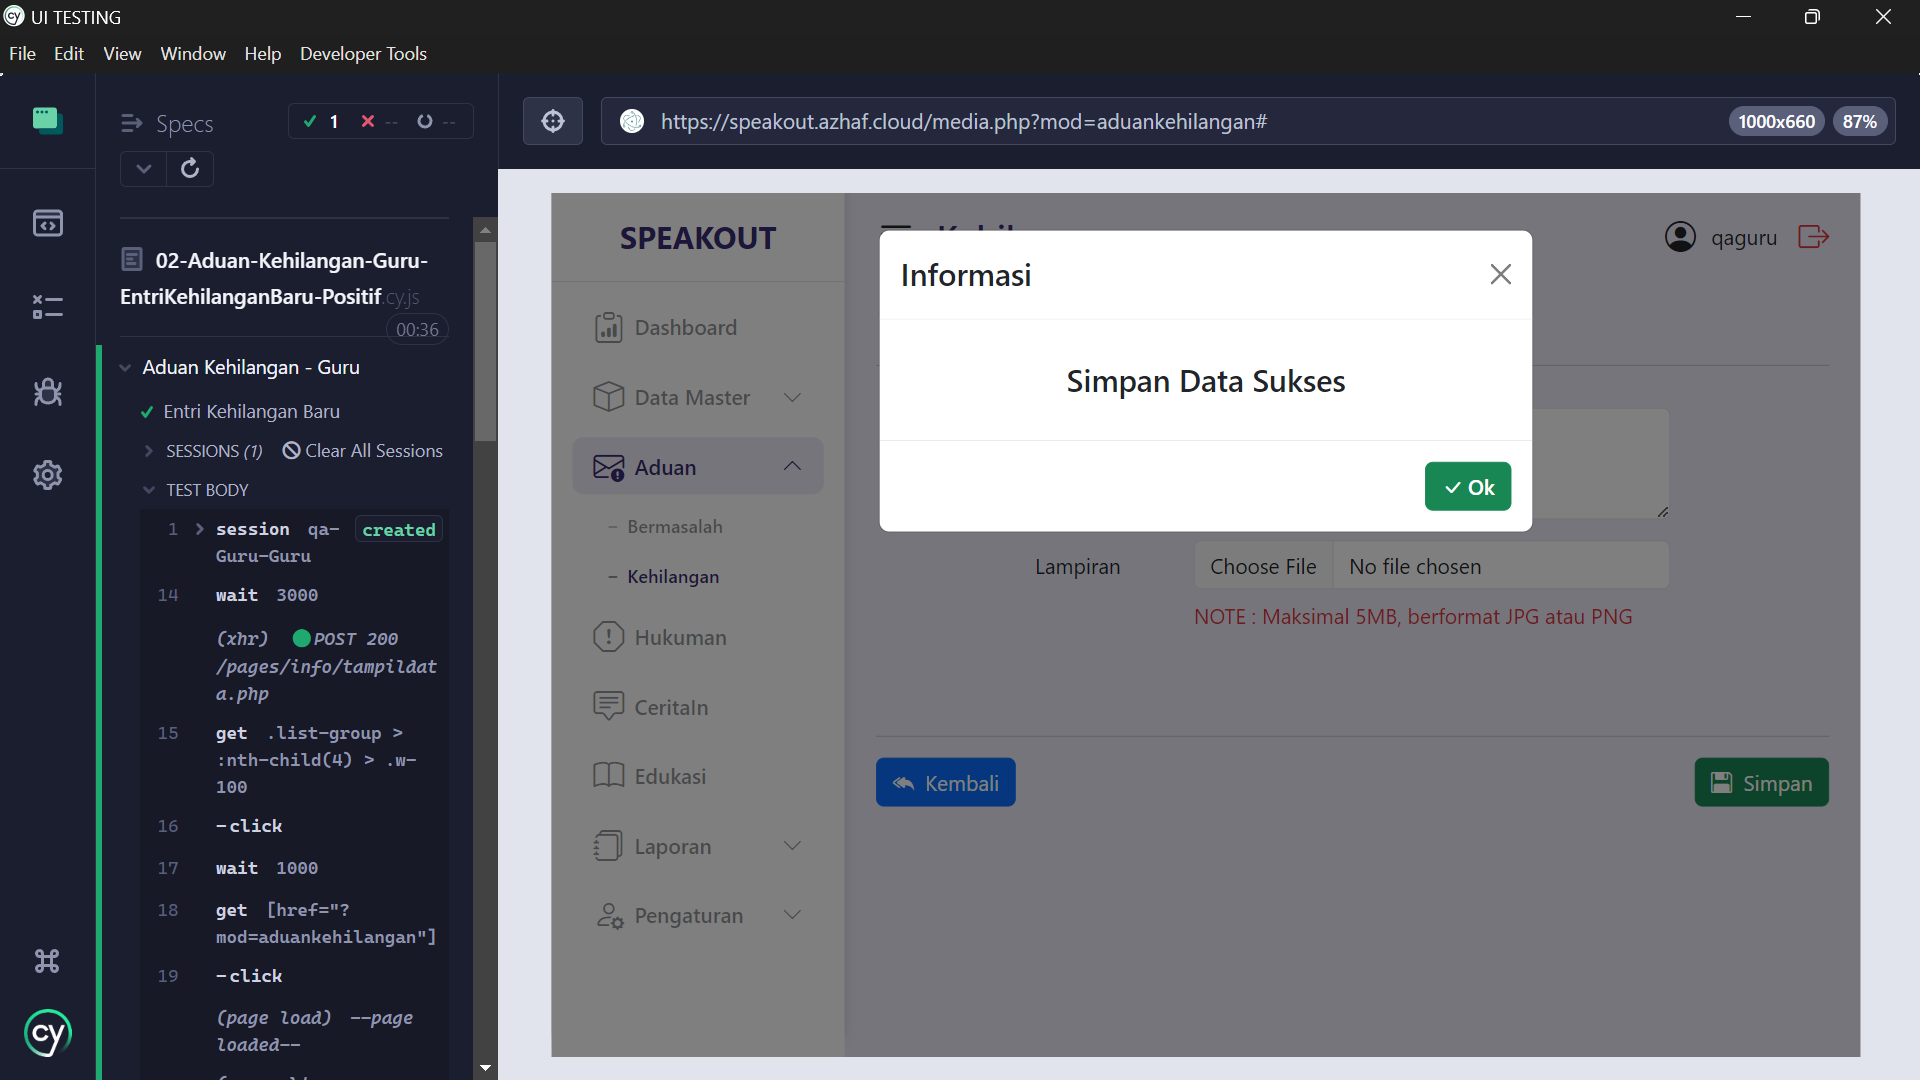 UI TESTING
File Edit View Window Help Developer Tools
Specs
1 -- --
https://speakout.azhaf.cloud/media.php?mod=aduankehilangan#
1000x660 87%
02-Aduan-Kehilangan-Guru-
EntriKehilanganBaru-Positif.cy.js
00:36
Aduan Kehilangan - Guru
Entri Kehilangan Baru
SESSIONS (1) Clear All Sessions
TEST BODY
1 session qa- created
Guru-Guru
14 wait 3000
(xhr) POST 200
/pages/info/tampildat
a.php
15 get .list-group >
:nth-child(4) > .w-
100
16 -click
17 wait 1000
18 get [href="?
mod=aduankehilangan"]
19 -click
(page load) --page
loaded--
cy
SPEAKOUT
Dashboard
Data Master
Aduan
- Bermasalah
- Kehilangan
Hukuman
CeritaIn
Edukasi
Laporan
Pengaturan
qaguru
Informasi
Simpan Data Sukses
Ok
Lampiran
Choose File No file chosen
NOTE : Maksimal 5MB, berformat JPG atau PNG
Kembali
Simpan